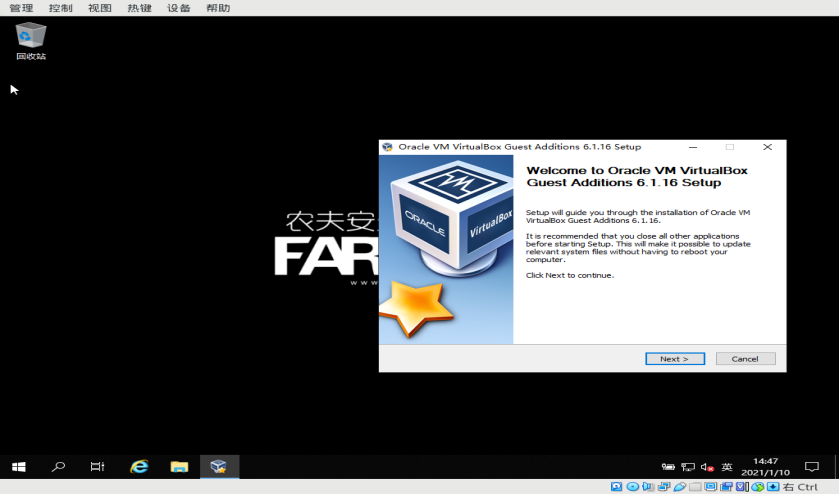 管理 控制 视图 热键 设备 帮助
回收站
Oracle VM VirtualBox Guest Additions 6.1.16 Setup
ORACLE
VirtualBox
Welcome to Oracle VM VirtualBox
Guest Additions 6.1.16 Setup
Setup will guide you through the installation of Oracle VM
VirtualBox Guest Additions 6.1.16.
It is recommended that you close all other applications
before starting Setup. This will make it possible to update
relevant system files without having to reboot your
computer.
Click Next to continue.
农夫安
FAR
www
Next > Cancel
英
14:47
2021/1/10
右 Ctrl